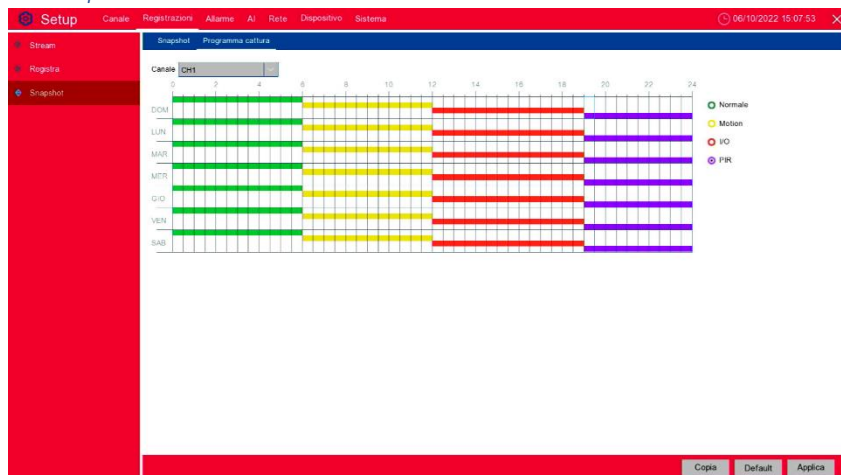 Setup Canale Registrazioni Allarme AI Rete Dispositivo Sistema 06/10/2022 15:07:53
Stream
Registra
Snapshot
Snapshot Programma cattura
Canale CH1
0 2 4 6 8 10 12 14 16 18 20 22 24
DOM
LUN
MAR
MER
GIO
VEN
SAB
Normale
Motion
I/O
PIR
Copia Default Applica